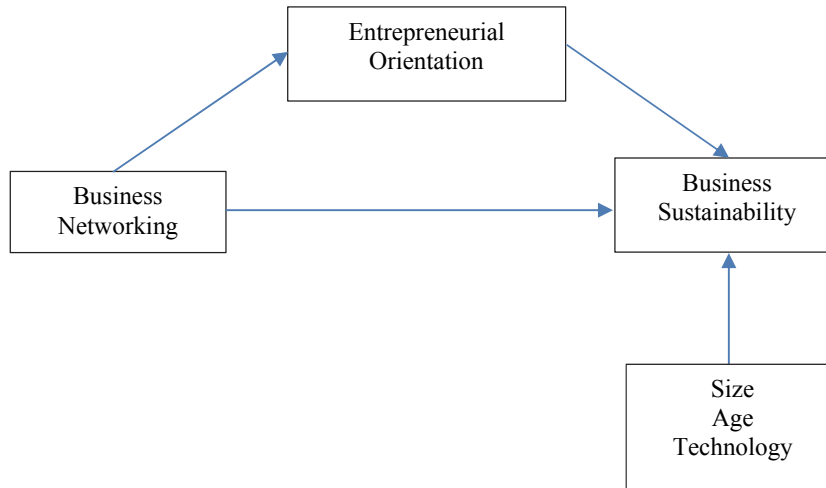 Entrepreneurial
Orientation
Business
Networking
Business
Sustainability
Size
Age
Technology